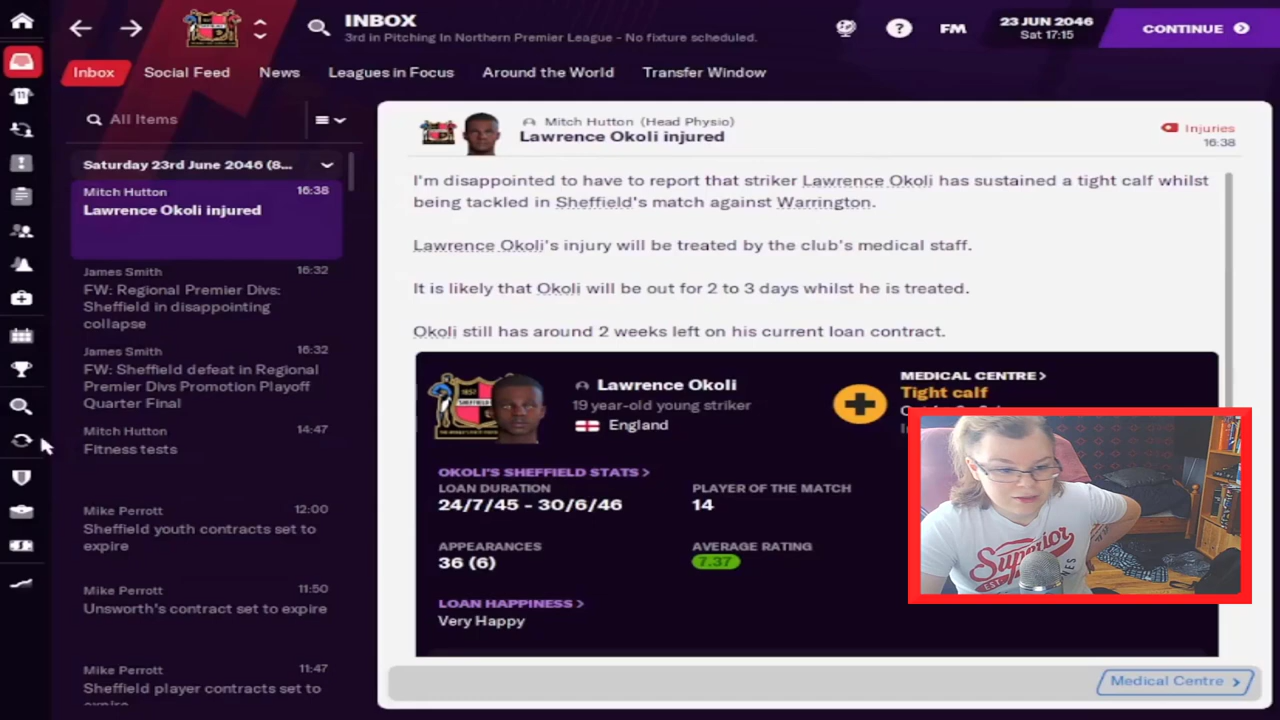 INBOX
3rd in Pitching In Northern Premier League - No fixture scheduled.
FM
23 JUN 2046
Sat 17:15
CONTINUE
Inbox
Social Feed
News
Leagues in Focus
Around the World
Transfer Window
All Items
Saturday 23rd June 2046 (8...
Mitch Hutton 16:38
Lawrence Okoli injured
James Smith 16:32
FW: Regional Premier Divs:
Sheffield in disappointing
collapse
James Smith 16:32
FW: Sheffield defeat in Regional
Premier Divs Promotion Playoff
Quarter Final
Mitch Hutton 14:47
Fitness tests
Mike Perrott 12:00
Sheffield youth contracts set to
expire
Mike Perrott 11:50
Unsworth's contract set to expire
Mike Perrott 11:47
Sheffield player contracts set to
expire
Mitch Hutton (Head Physio)
Lawrence Okoli injured
Injuries
16:38
I'm disappointed to have to report that striker Lawrence Okoli has sustained a tight calf whilst
being tackled in Sheffield's match against Warrington.
Lawrence Okoli's injury will be treated by the club's medical staff.
It is likely that Okoli will be out for 2 to 3 days whilst he is treated.
Okoli still has around 2 weeks left on his current loan contract.
1857
SHEFFIELD
Lawrence Okoli
19 year-old young striker
England
MEDICAL CENTRE >
Tight calf
OKOLI'S SHEFFIELD STATS >
LOAN DURATION
24/7/45 - 30/6/46
PLAYER OF THE MATCH
14
APPEARANCES
36 (6)
AVERAGE RATING
7.37
LOAN HAPPINESS >
Very Happy
Medical Centre >
Superior